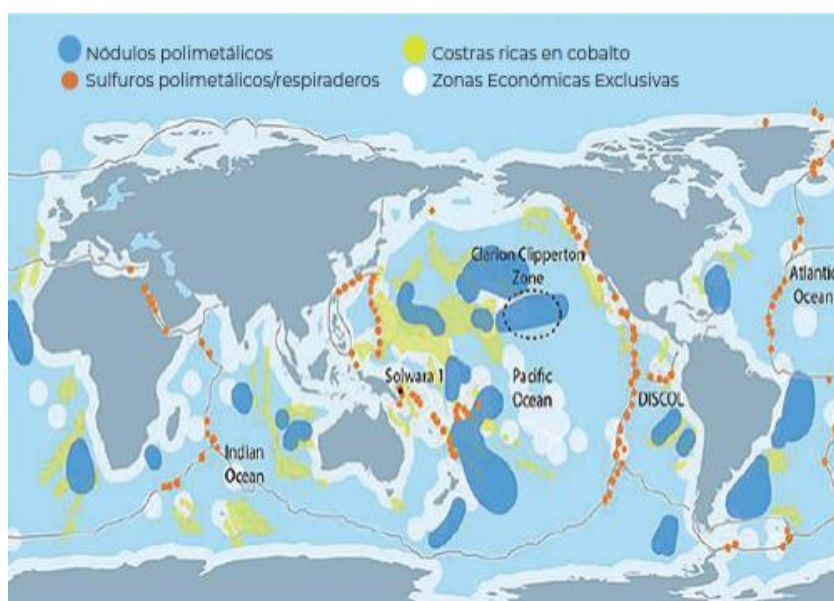 Nódulos polimetálicos
Costras ricas en cobalto
Sulfuros polimetálicos/respiraderos
Zonas Económicas Exclusivas
Clarion Clipperton
Zone
Atlantic
Ocean
Solwara 1
Pacific
Ocean
DISCOL
Indian
Ocean